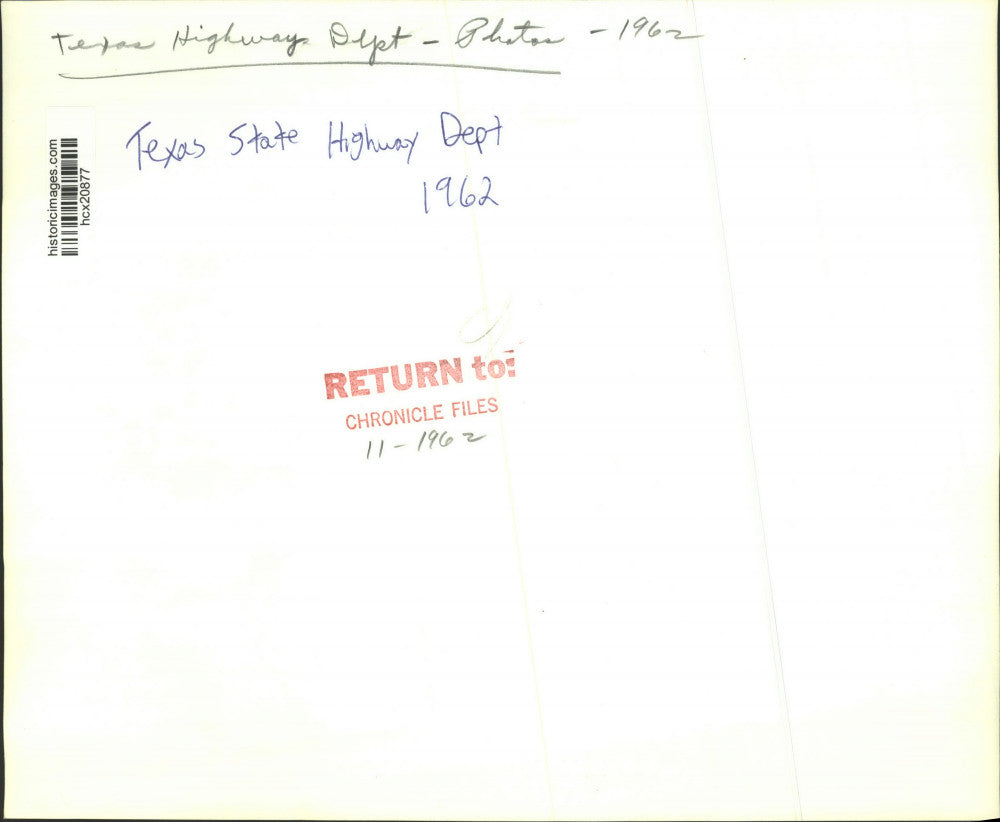 Texas Highway Dept - Photos - 1962
Texas State Highway Dept
1962
historicimages.com
hcx20877
RETURN to:
CHRONICLE FILES
11-1962